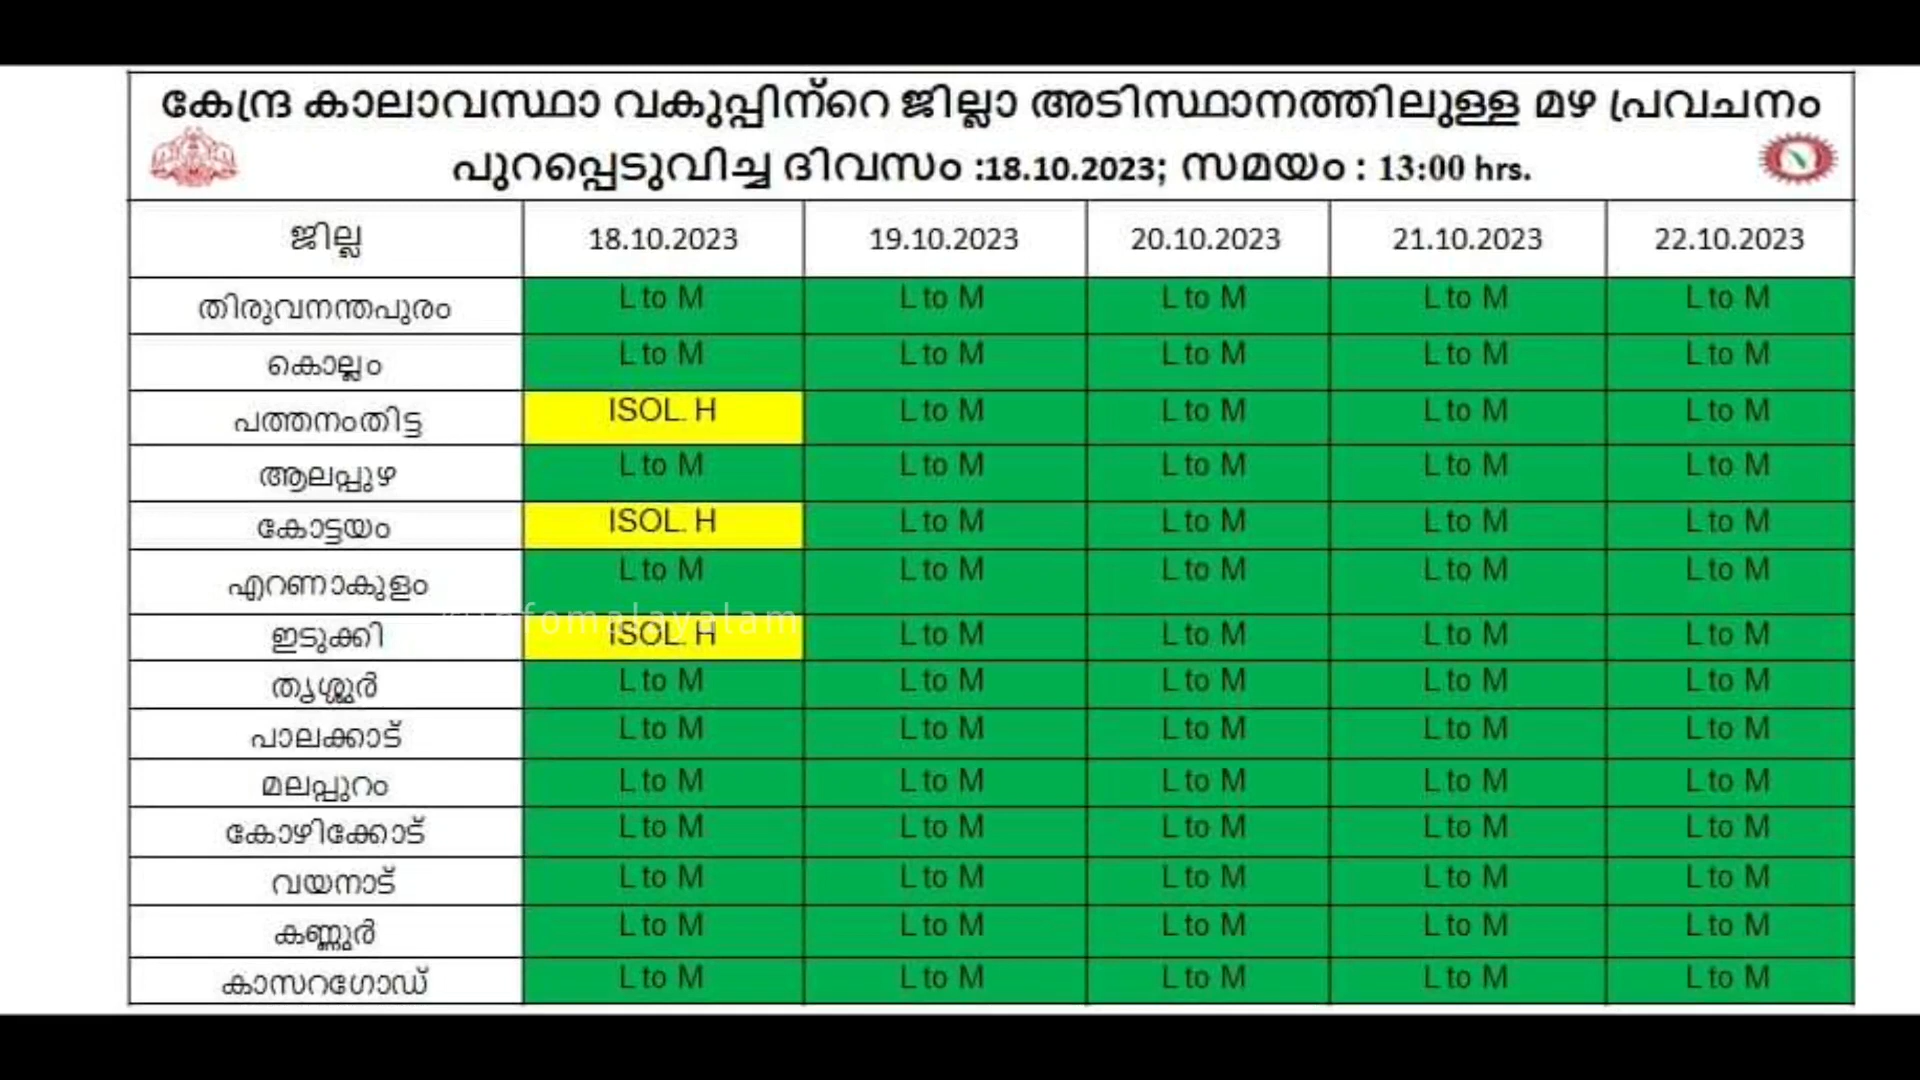 കേന്ദ്ര കാലാവസ്ഥാ വകുപ്പിന്റെ ജില്ലാ അടിസ്ഥാനത്തിലുള്ള മഴ പ്രവചനം
പുറപ്പെടുവിച്ച ദിവസം :18.10.2023; സമയം : 13:00 hrs.
ജില്ല 18.10.2023 19.10.2023 20.10.2023 21.10.2023 22.10.2023
തിരുവനന്തപുരം L to M L to M L to M L to M L to M
കൊല്ലം L to M L to M L to M L to M L to M
പത്തനംതിട്ട ISOL. H L to M L to M L to M L to M
ആലപ്പുഴ L to M L to M L to M L to M L to M
കോട്ടയം ISOL. H L to M L to M L to M L to M
എറണാകുളം L to M L to M L to M L to M L to M
infomalayalam
ഇടുക്കി ISOL. H L to M L to M L to M L to M
തൃശ്ശൂർ L to M L to M L to M L to M L to M
പാലക്കാട് L to M L to M L to M L to M L to M
മലപ്പുറം L to M L to M L to M L to M L to M
കോഴിക്കോട് L to M L to M L to M L to M L to M
വയനാട് L to M L to M L to M L to M L to M
കണ്ണൂർ L to M L to M L to M L to M L to M
കാസറഗോഡ് L to M L to M L to M L to M L to M